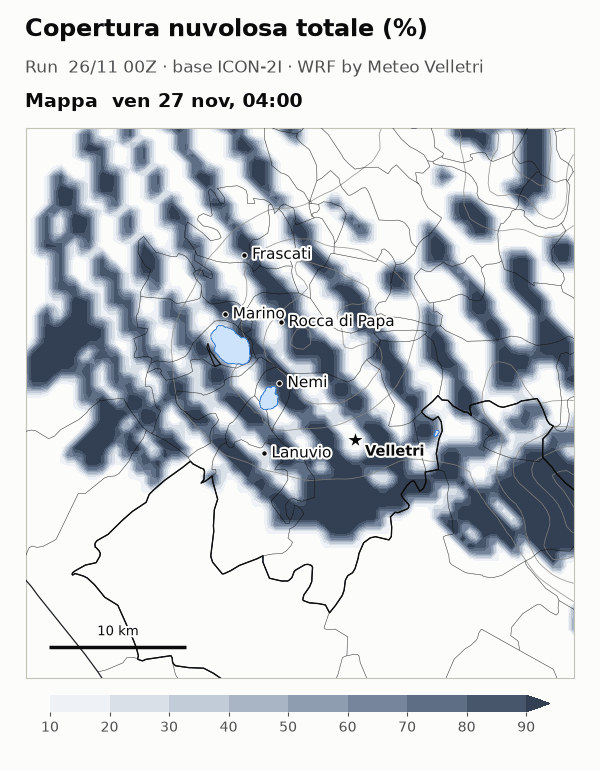 Copertura nuvolosa totale (%)
Run  26/11 00Z · base ICON-2I · WRF by Meteo Velletri
Mappa  ven 27 nov, 04:00
Frascati
Marino
Rocca di Papa
Nemi
Velletri
Lanuvio
10 km
10 20 30 40 50 60 70 80 90